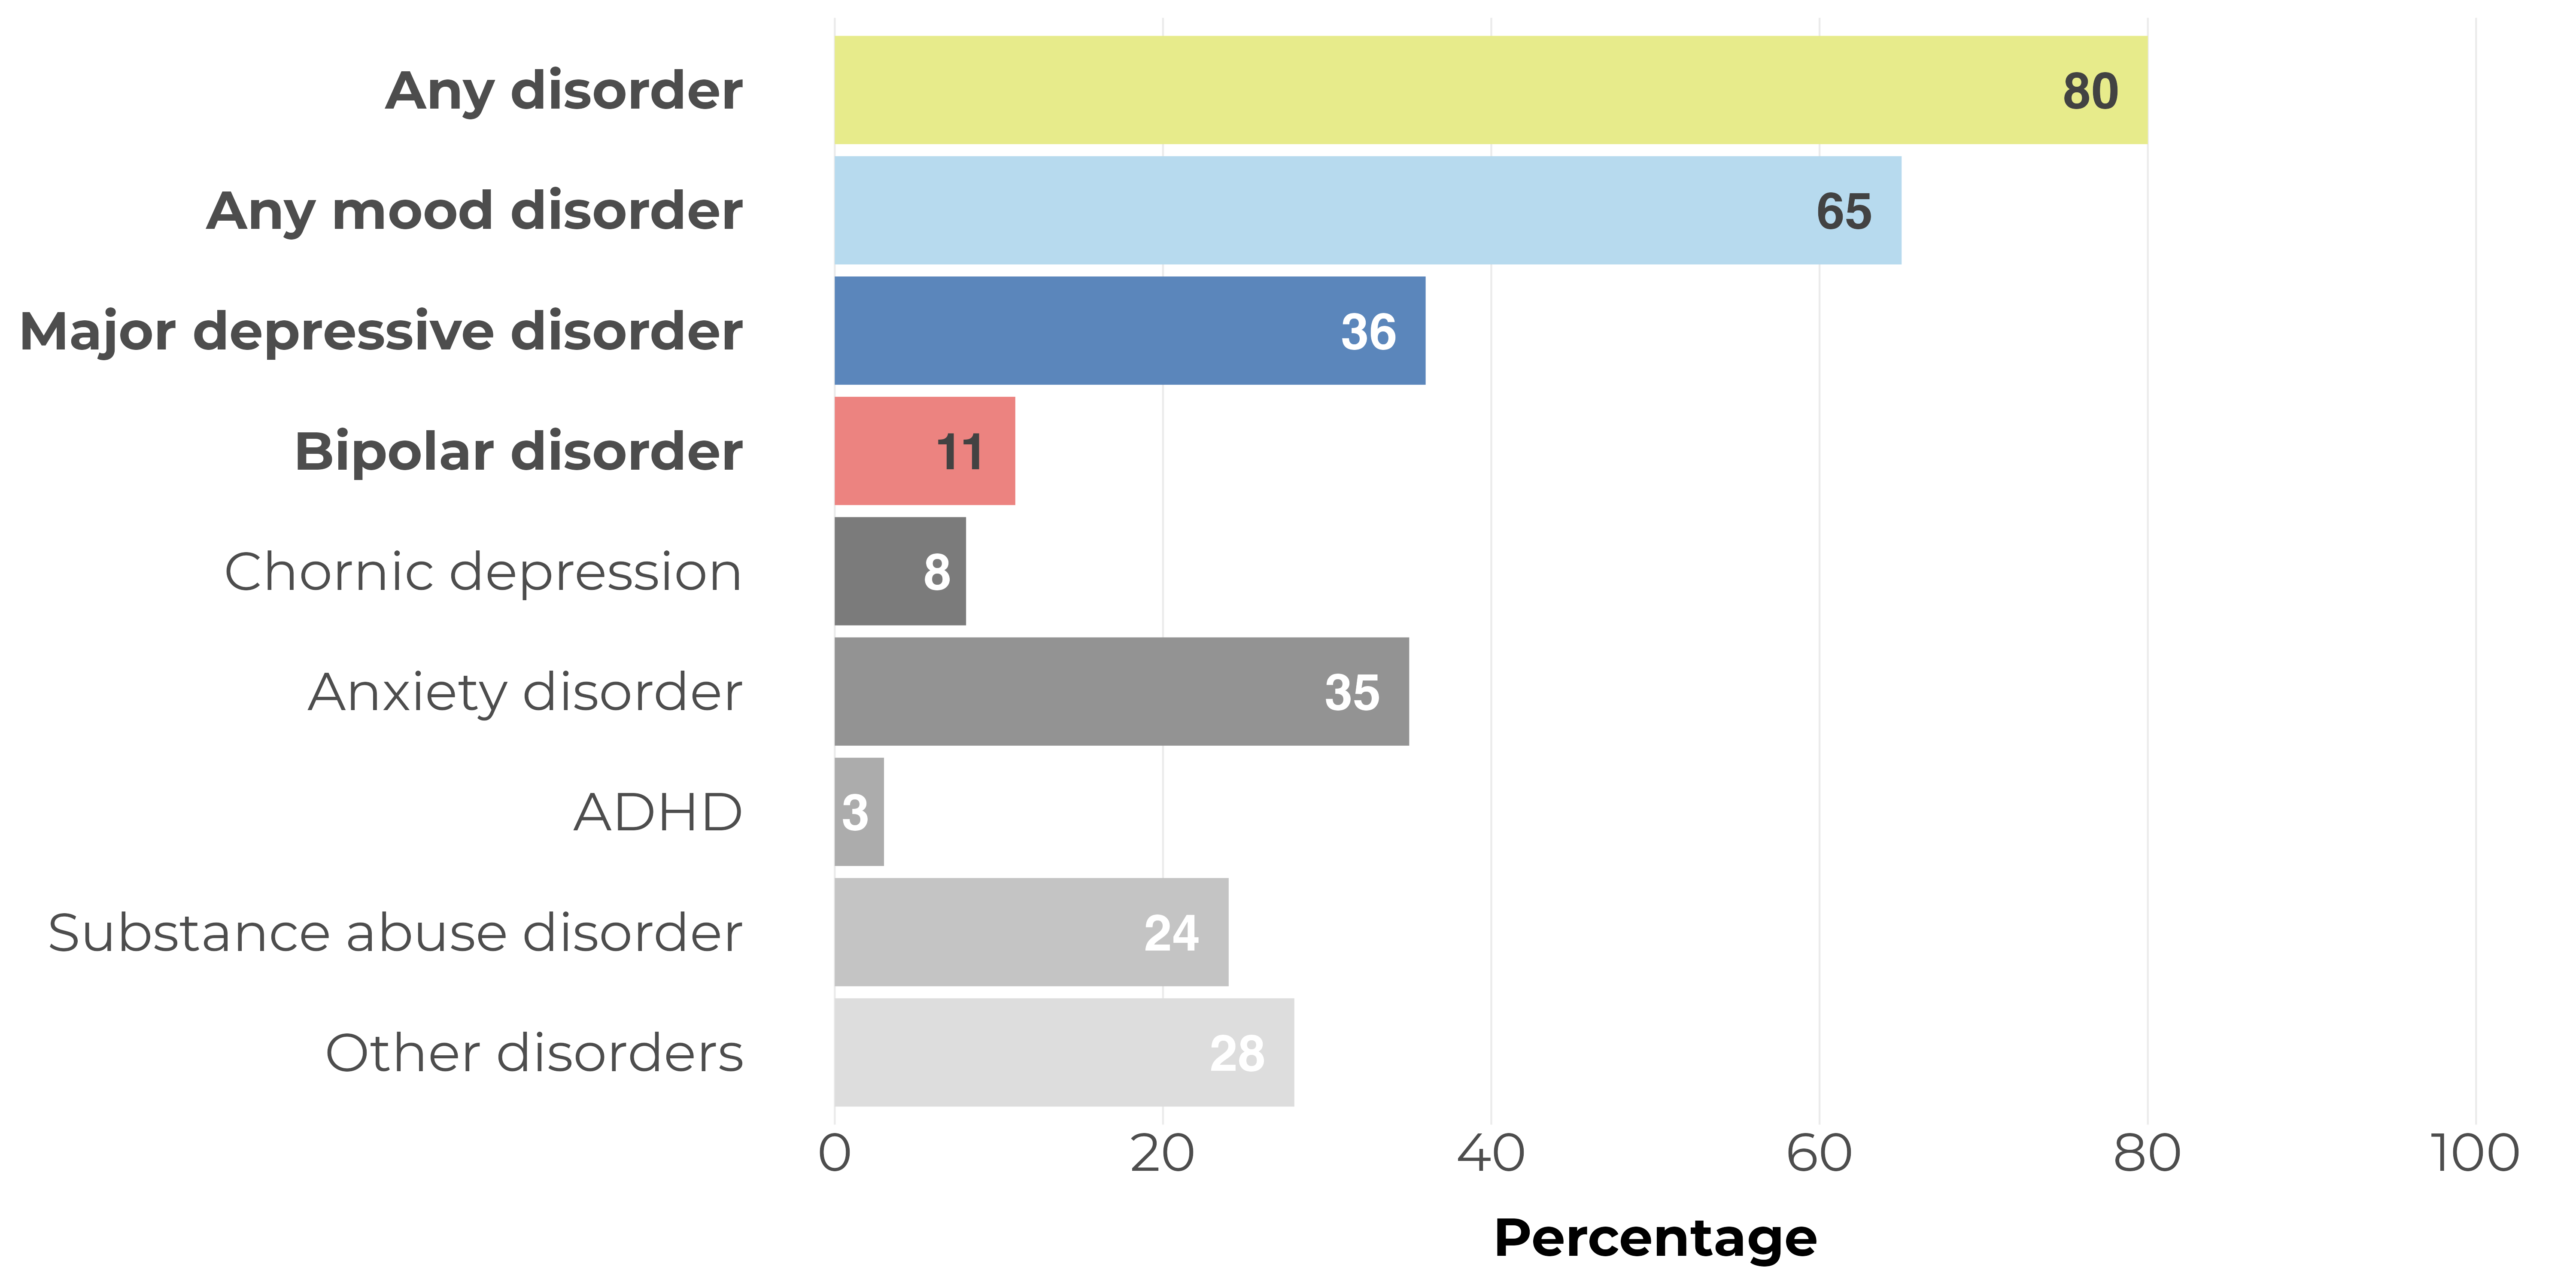 Any disorder 80
Any mood disorder 65
Major depressive disorder 36
Bipolar disorder 11
Chornic depression 8
Anxiety disorder 35
ADHD 3
Substance abuse disorder 24
Other disorders 28
0 20 40 60 80 100
Percentage